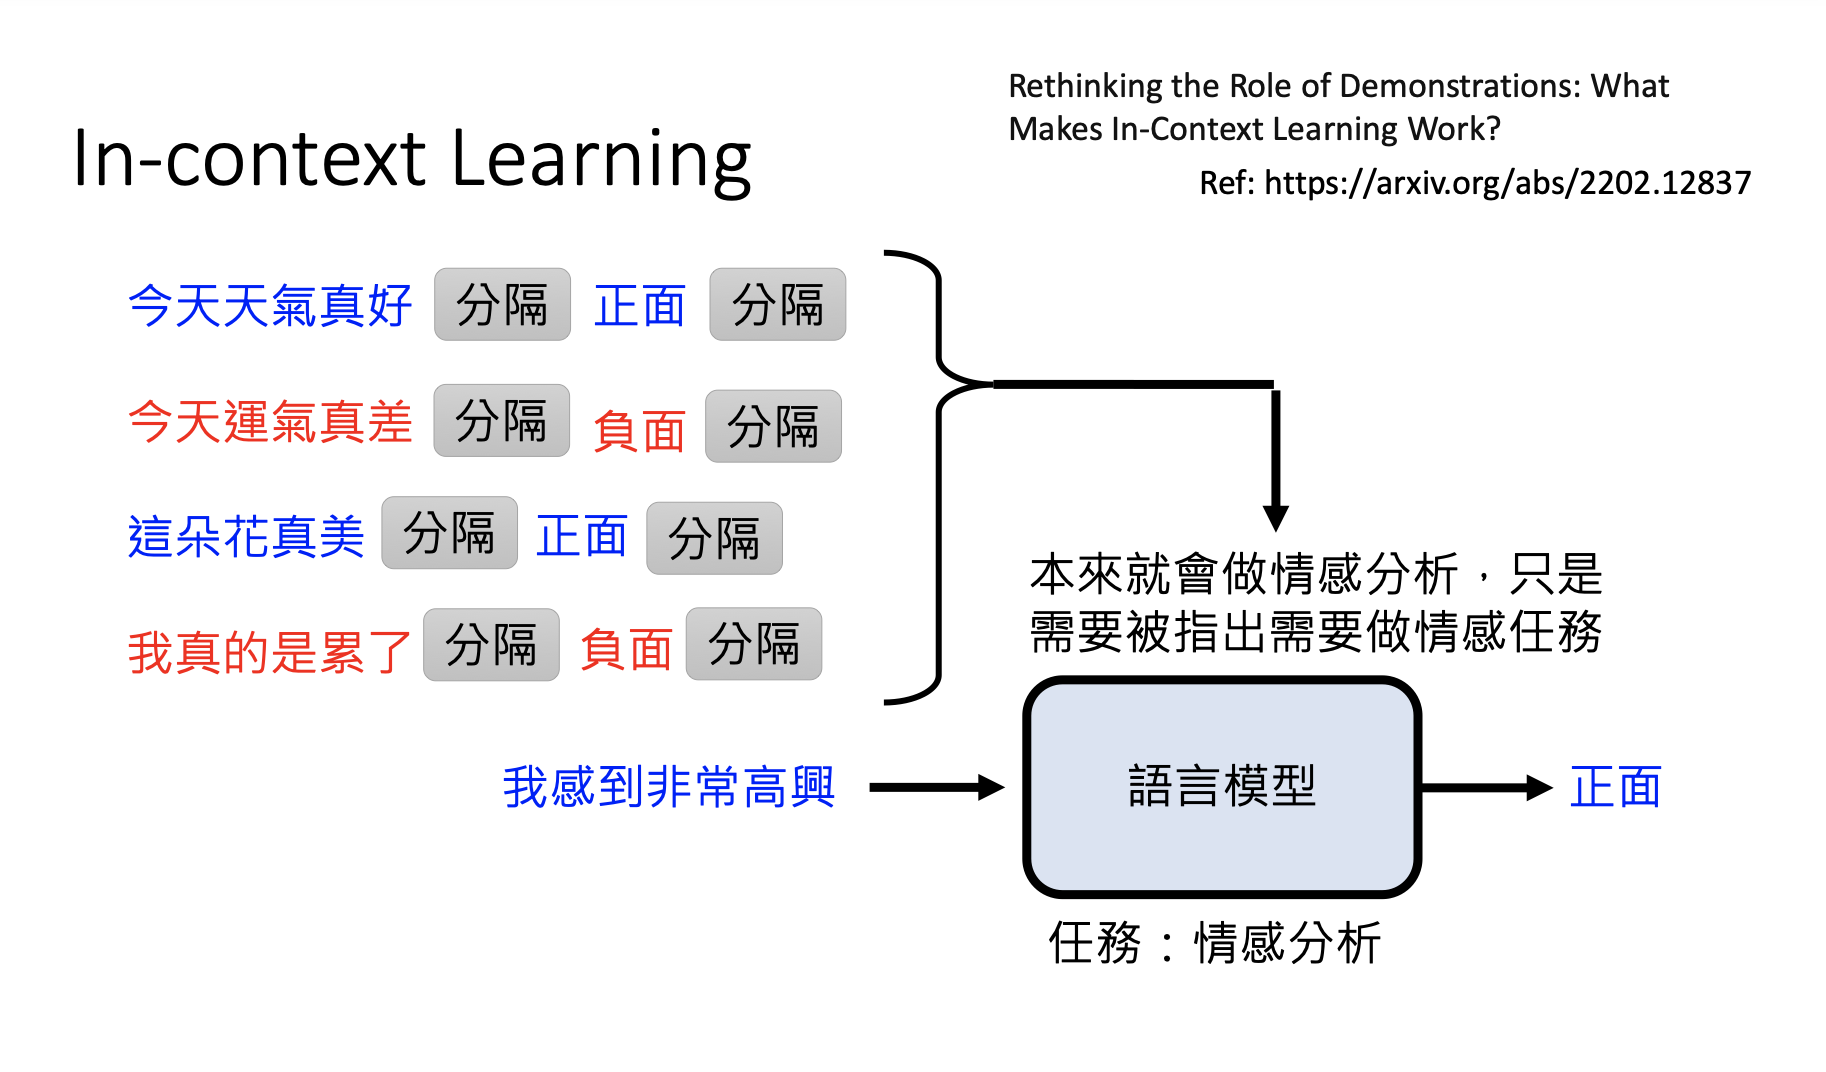 Rethinking the Role of Demonstrations: What
Makes In-Context Learning Work?
Ref: https://arxiv.org/abs/2202.12837
In-context Learning
今天天氣真好 分隔 正面 分隔
今天運氣真差 分隔 負面 分隔
這朵花真美 分隔 正面 分隔
我真的是累了 分隔 負面 分隔
本來就會做情感分析，只是
需要被指出需要做情感任務
我感到非常高興
語言模型
正面
任務：情感分析